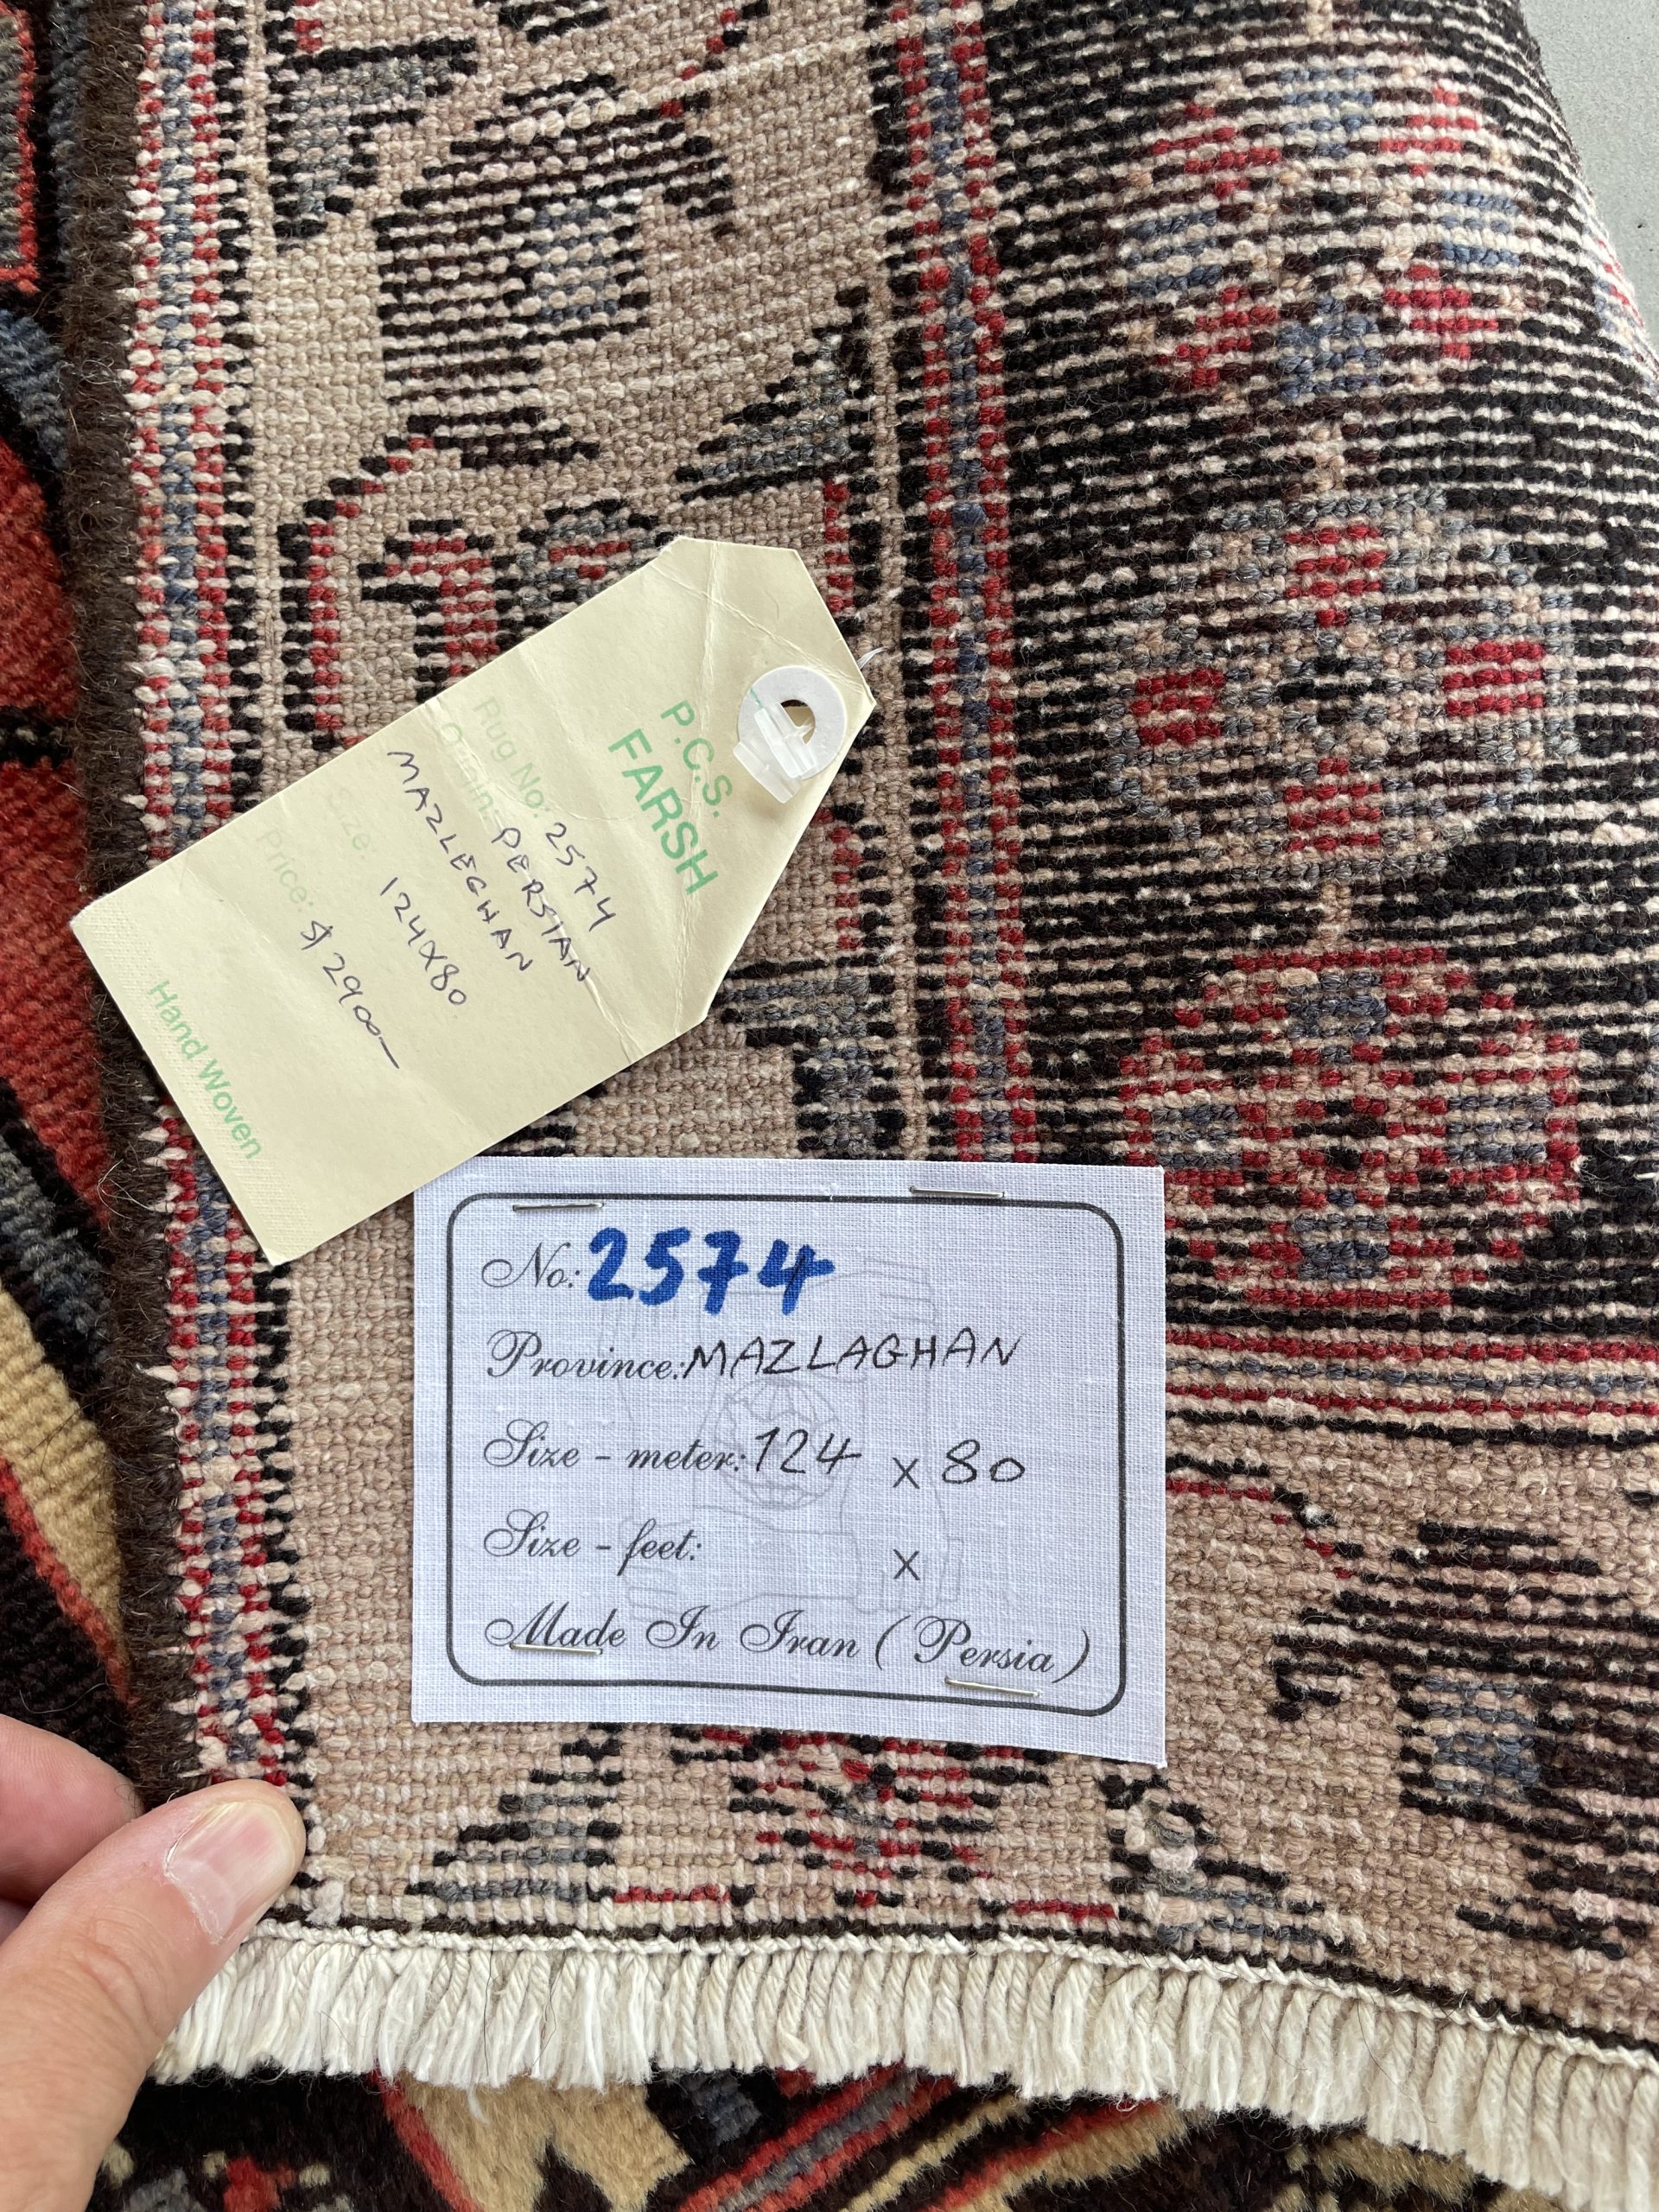 P.C.S.
FARSH
Rug No: 2574
Origin: PERSIAN
MAZLEGHAN
Size: 124X80.
Price: $ 2900—
Hand Woven
No: 2574
Province: MAZLAGHAN
Size - meter: 124 x 80
Size - feet: x
Made In Iran ( Persia )